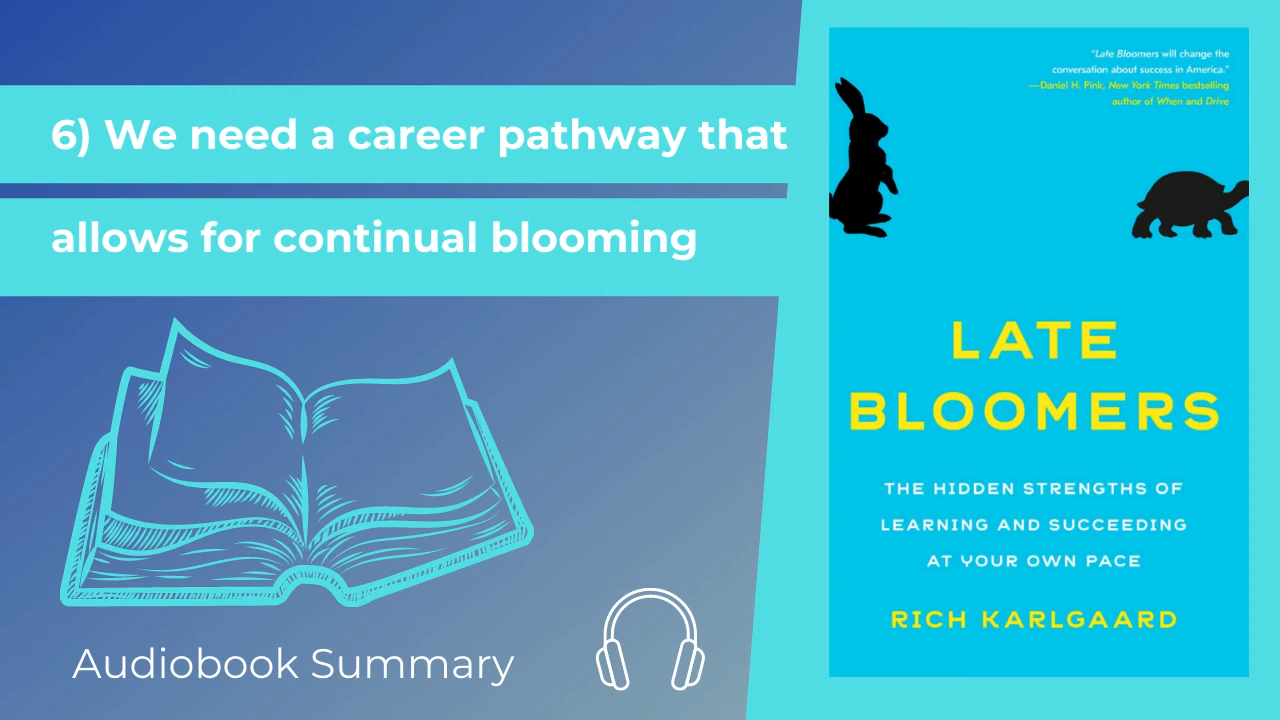 6) We need a career pathway that
allows for continual blooming
Audiobook Summary
"Late Bloomers will change the
conversation about success in America."
—Daniel H. Pink, New York Times bestselling
author of When and Drive
LATE
BLOOMERS
THE HIDDEN STRENGTHS OF
LEARNING AND SUCCEEDING
AT YOUR OWN PACE
RICH KARLGAARD